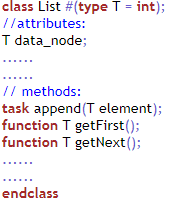 class List #(type T = int);
//attributes:
T data_node;
......
......
// methods:
task append(T element);
function T getFirst();
function T getNext();
......
......
endclass